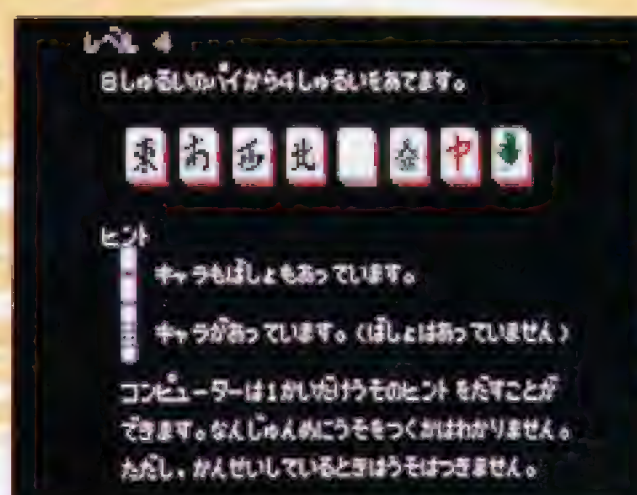 レベル 4
8しゅるいのパイから4しゅるいをあてます。
東 南 西 北 發 中
ヒント
キャラもばしょもあっています。
キャラがあっています。(ばしょはあっていません)
コンピューターは1かいだけうそのヒントをだすことが
できます。なんじゅんめにうそをつくかはわかりません。
ただし、かんせいしているときはうそはつきません。